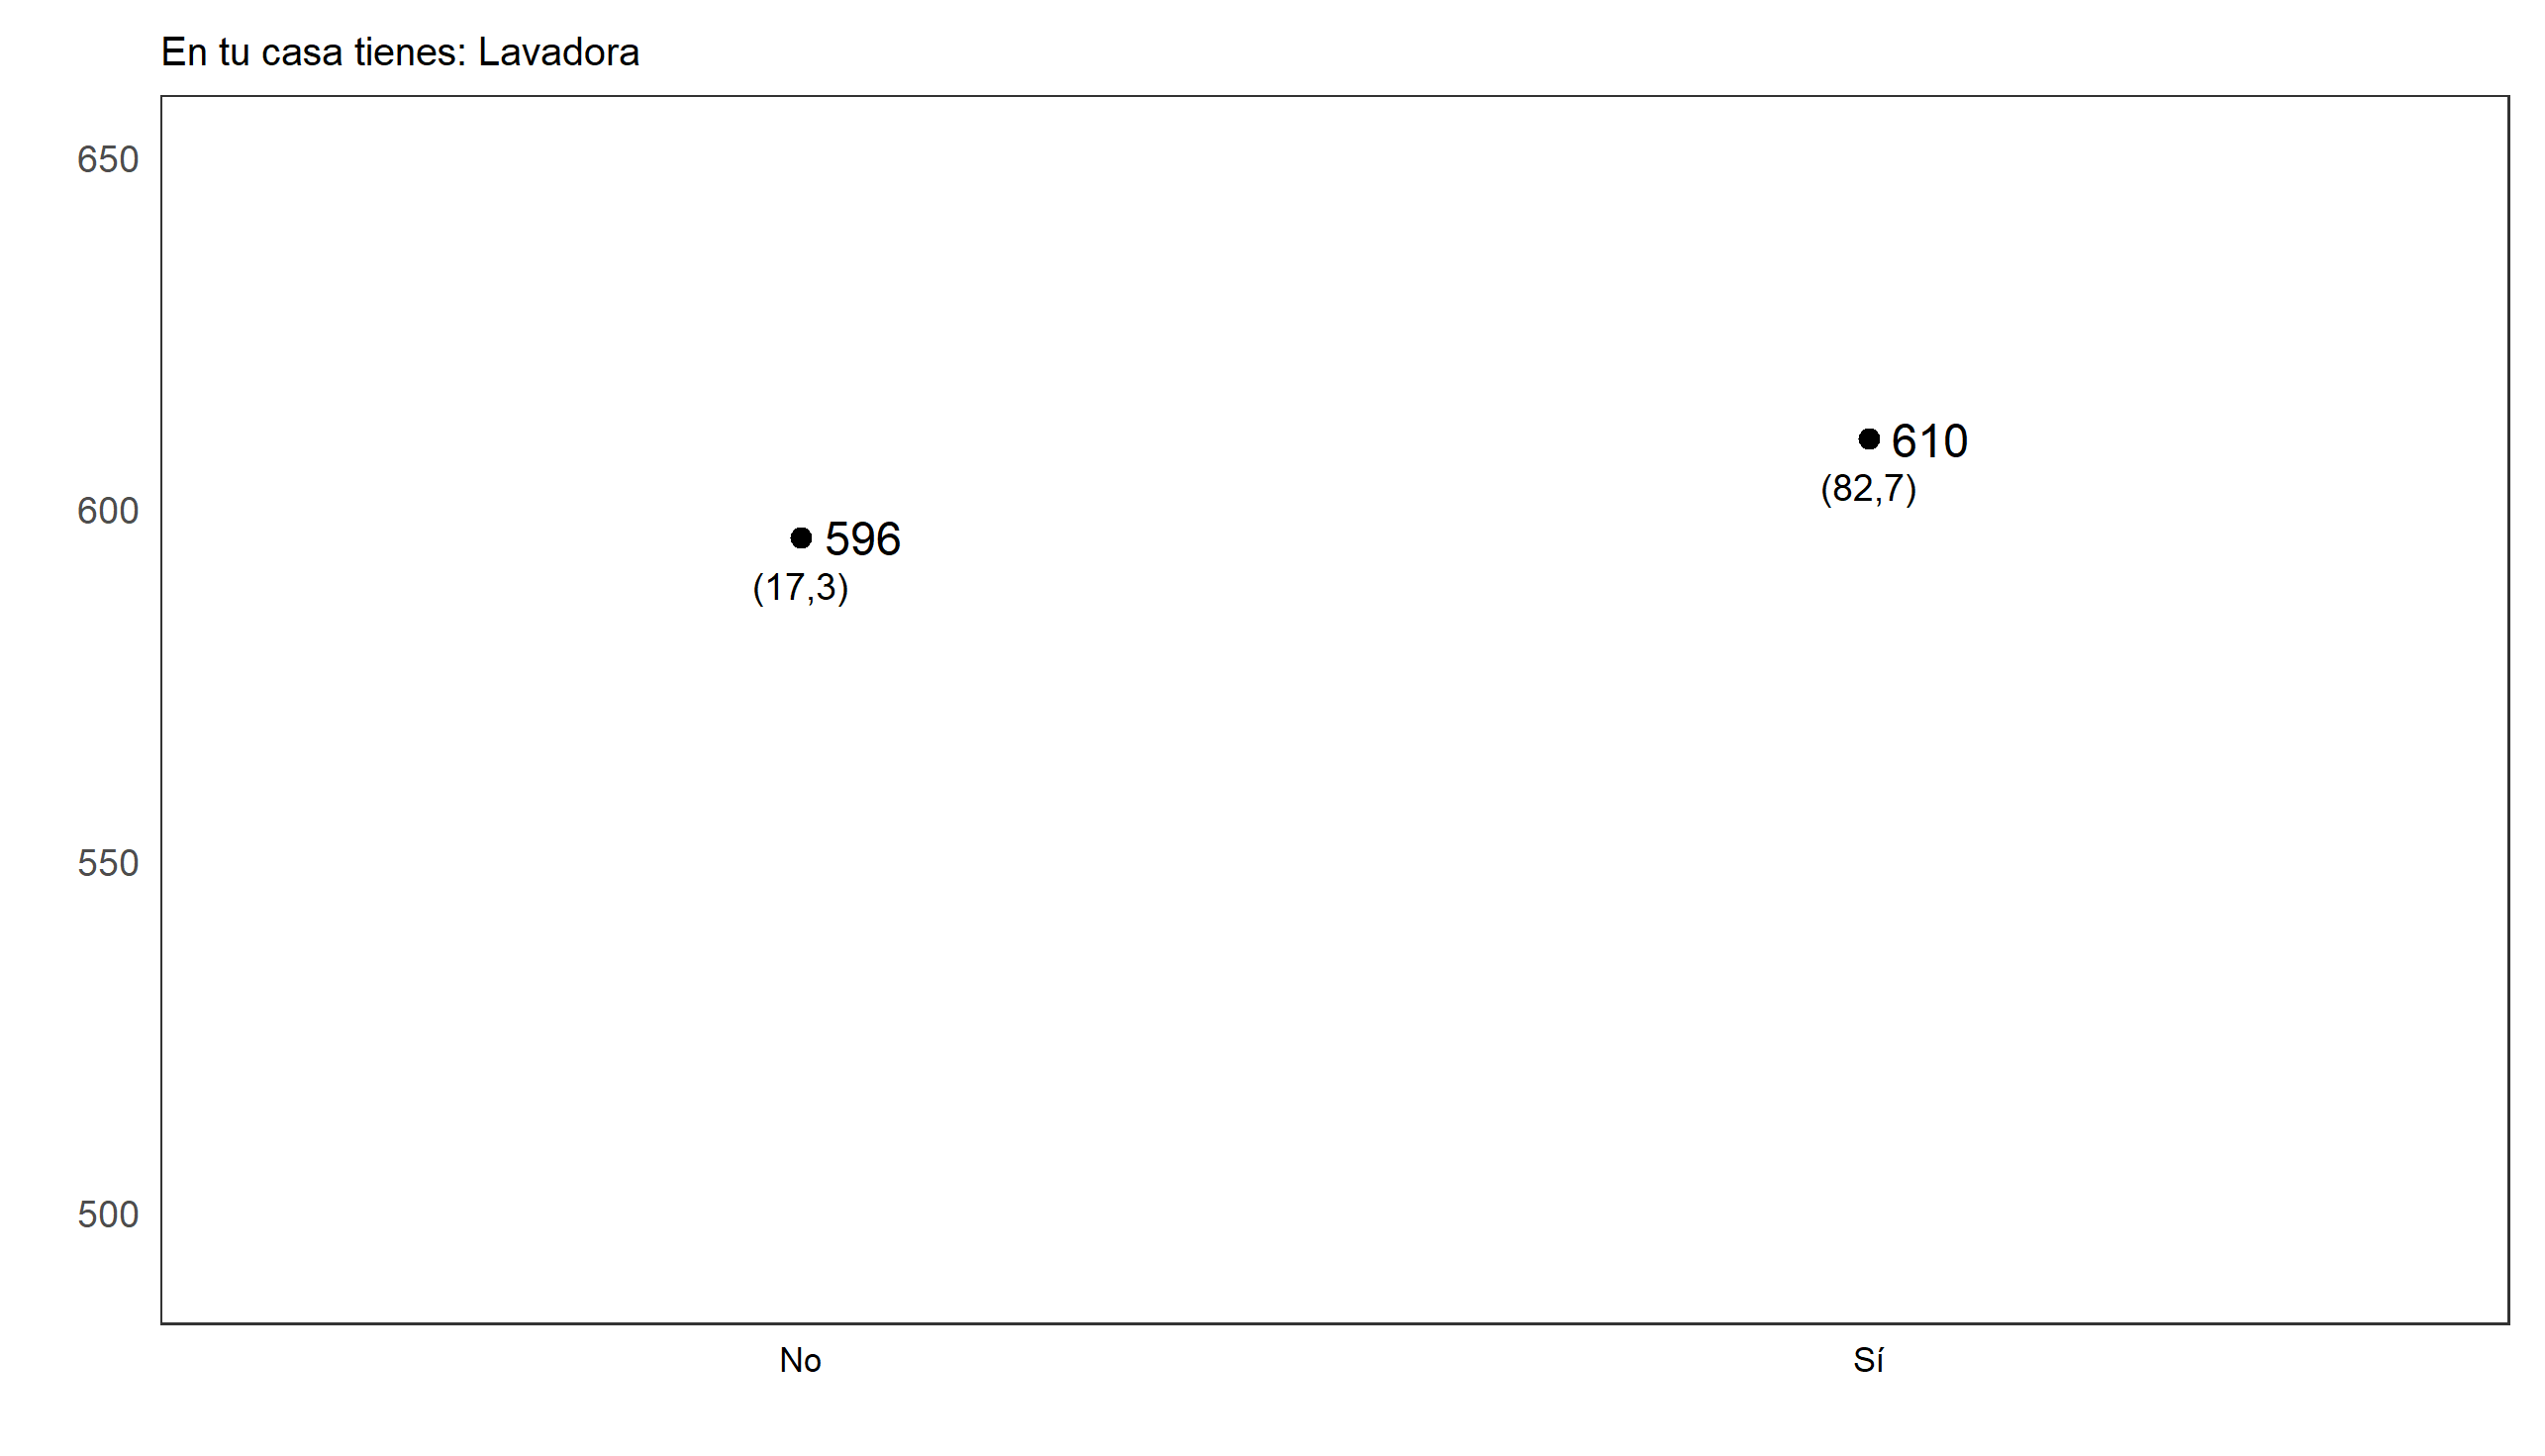 En tu casa tienes: Lavadora
650
600
550
500
610
(82,7)
596
(17,3)
No
Sí